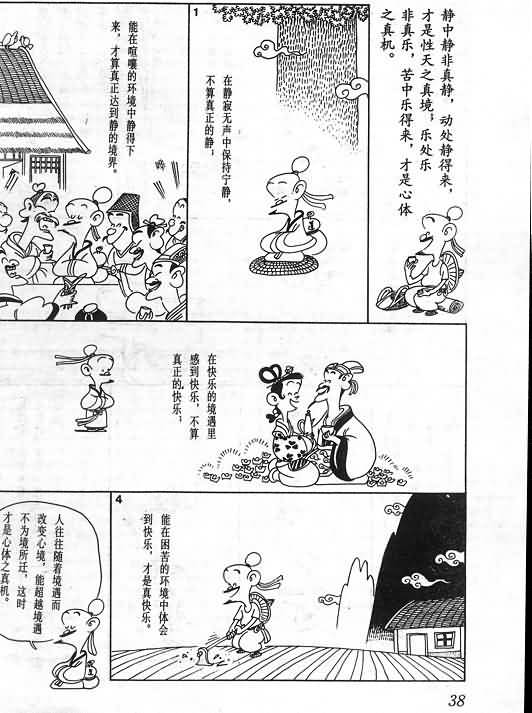 静中静非真静，动处静得来，
才是性天之真境；乐处乐
非真乐，苦中乐得来，才是心体
之真机。
1
在静寂无声中保持宁静，
不算真正的静；
能在喧嚷的环境中静得下
来，才算真正达到静的境界。
哗
在快乐的境遇里
感到快乐，不算
真正的快乐；
4
能在困苦的环境中体会
到快乐，才是真快乐。
人往往随着境遇而
改变心境，能超越境遇
不为境所迁，这时
才是心体之真机。
38